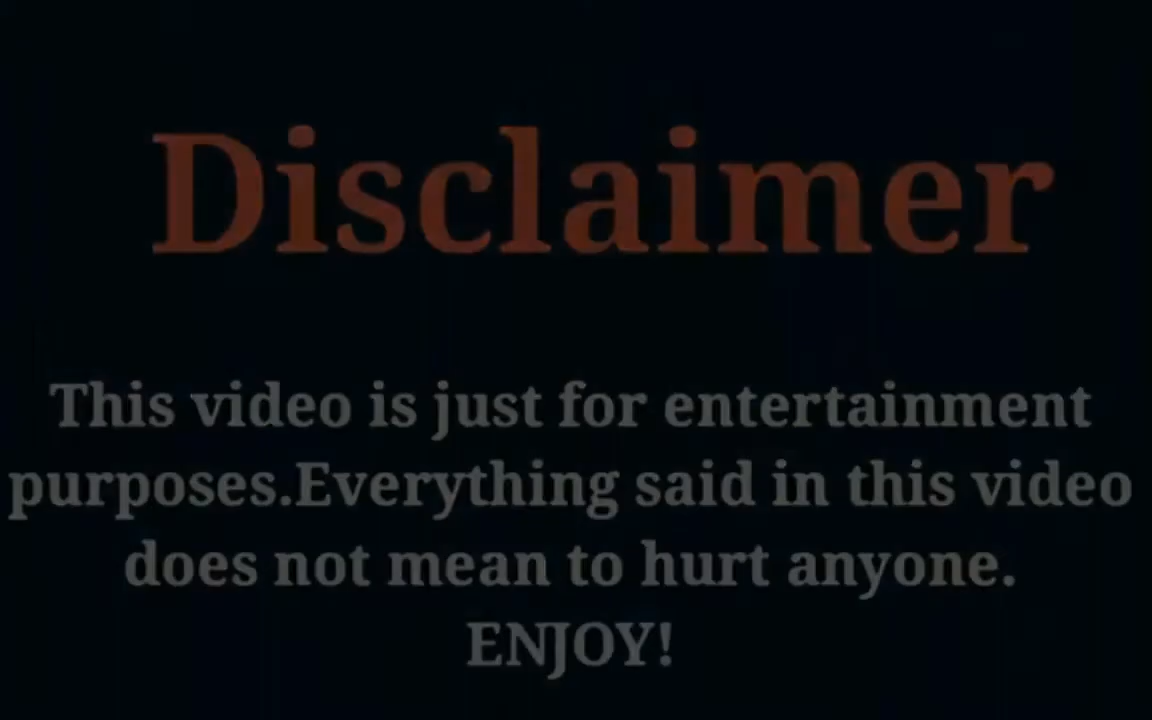 Disclaimer
This video is just for entertainment
purposes.Everything said in this video
does not mean to hurt anyone.
ENJOY!